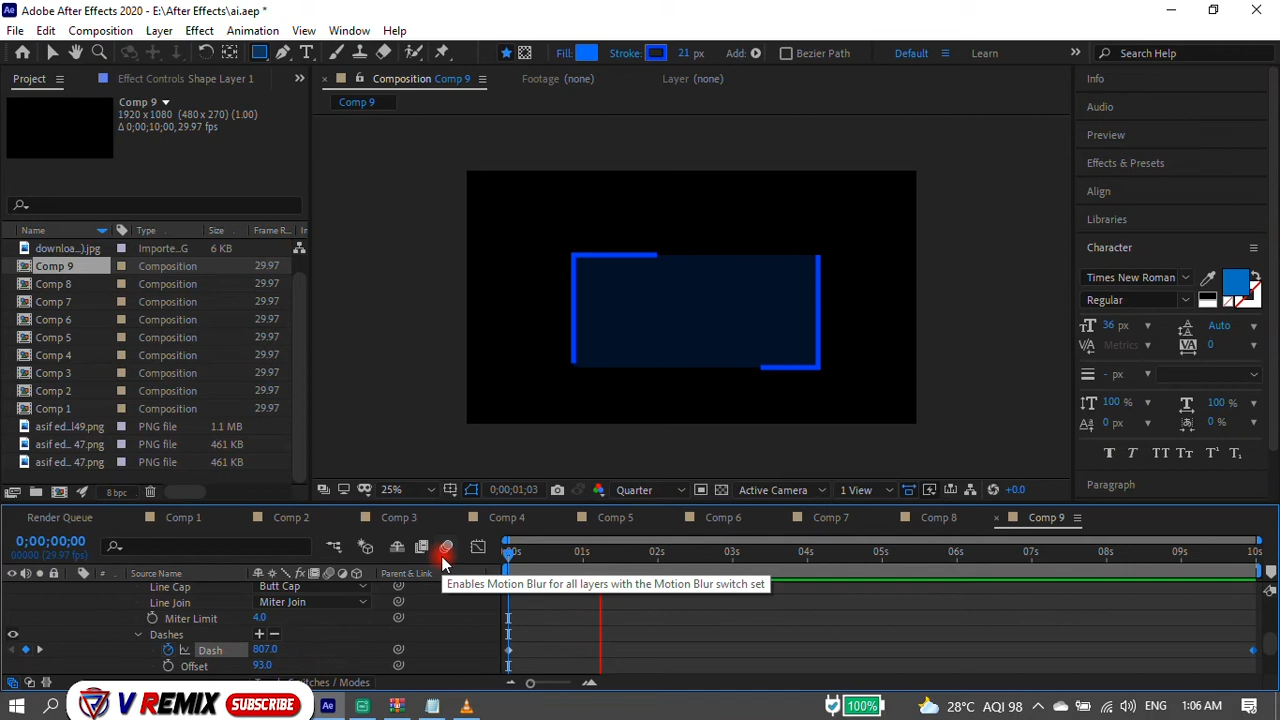 Adobe After Effects 2020 - E:\After Effects\ai.aep *
File Edit Composition Layer Effect Animation View Window Help
Fill: Stroke: 21 px Add: Bezier Path Default Learn Search Help
Project Effect Controls Shape Layer 1
Composition Comp 9 Footage (none) Layer (none)
Comp 9
Comp 9
1920 x 1080 (480 x 270) (1.00)
Δ 0;00;10;00, 29.97 fps
Name Type Size Frame R...
downloa...).jpg Importe...G 6 KB
Comp 9 Composition 29.97
Comp 8 Composition 29.97
Comp 7 Composition 29.97
Comp 6 Composition 29.97
Comp 5 Composition 29.97
Comp 4 Composition 29.97
Comp 3 Composition 29.97
Comp 2 Composition 29.97
Comp 1 Composition 29.97
asif ed...l49.png PNG file 1.1 MB
asif ed... 47.png PNG file 461 KB
asif ed... 47.png PNG file 461 KB
8 bpc
25% 0;00;01;03 Quarter Active Camera 1 View +0.0
Info
Audio
Preview
Effects & Presets
Align
Libraries
Character
Times New Roman
Regular
36 px Auto
Metrics 0
- px
100 % 100 %
0 px 0 %
T T TT Tт T¹ T₁
Paragraph
Render Queue Comp 1 Comp 2 Comp 3 Comp 4 Comp 5 Comp 6 Comp 7 Comp 8 Comp 9
0;00;00;00
00000 (29.97 fps)
:00s 01s 02s 03s 04s 05s 06s 07s 08s 09s 10s
# Source Name Parent & Link
Enables Motion Blur for all layers with the Motion Blur switch set
Line Cap Butt Cap
Line Join Miter Join
Miter Limit 4.0
Dashes
Dash 807.0
Offset 93.0
Switches / Modes
V REMIX SUBSCRIBE
100% 28°C AQI 98 ENG 1:06 AM